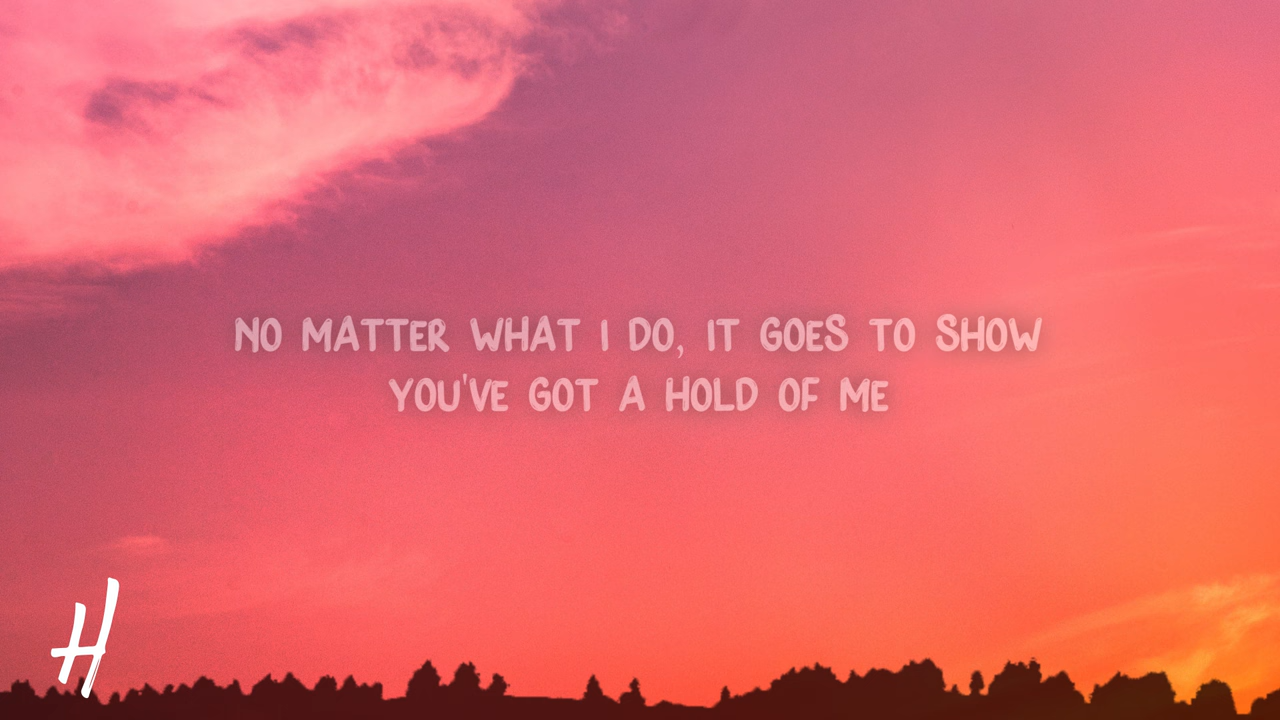 NO MATTER WHAT I DO, IT GOES TO SHOW
YOU'VE GOT A HOLD OF ME
H